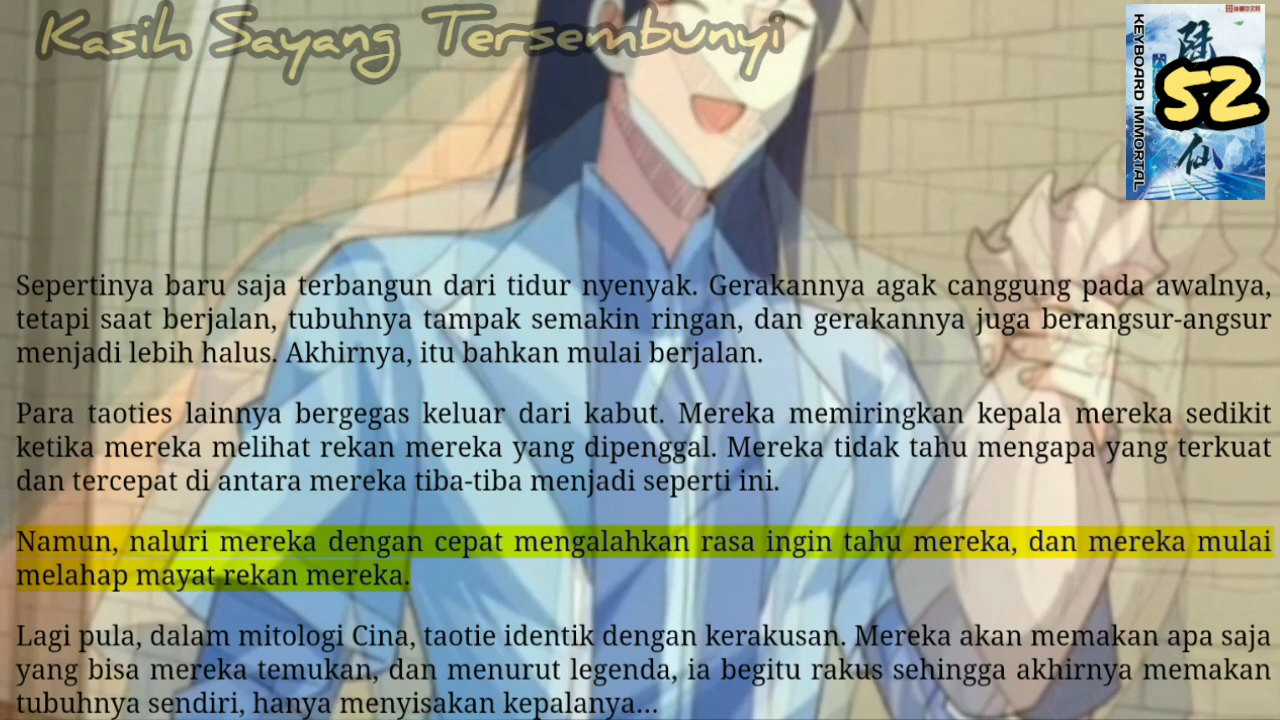 Kasih Sayang Tersembunyi
KEYBOARD IMMORTAL
陆
仙
52
Sepertinya baru saja terbangun dari tidur nyenyak. Gerakannya agak canggung pada awalnya,
tetapi saat berjalan, tubuhnya tampak semakin ringan, dan gerakannya juga berangsur-angsur
menjadi lebih halus. Akhirnya, itu bahkan mulai berjalan.
Para taoties lainnya bergegas keluar dari kabut. Mereka memiringkan kepala mereka sedikit
ketika mereka melihat rekan mereka yang dipenggal. Mereka tidak tahu mengapa yang terkuat
dan tercepat di antara mereka tiba-tiba menjadi seperti ini.
Namun, naluri mereka dengan cepat mengalahkan rasa ingin tahu mereka, dan mereka mulai
melahap mayat rekan mereka.
Lagi pula, dalam mitologi Cina, taotie identik dengan kerakusan. Mereka akan memakan apa saja
yang bisa mereka temukan, dan menurut legenda, ia begitu rakus sehingga akhirnya memakan
tubuhnya sendiri, hanya menyisakan kepalanya...